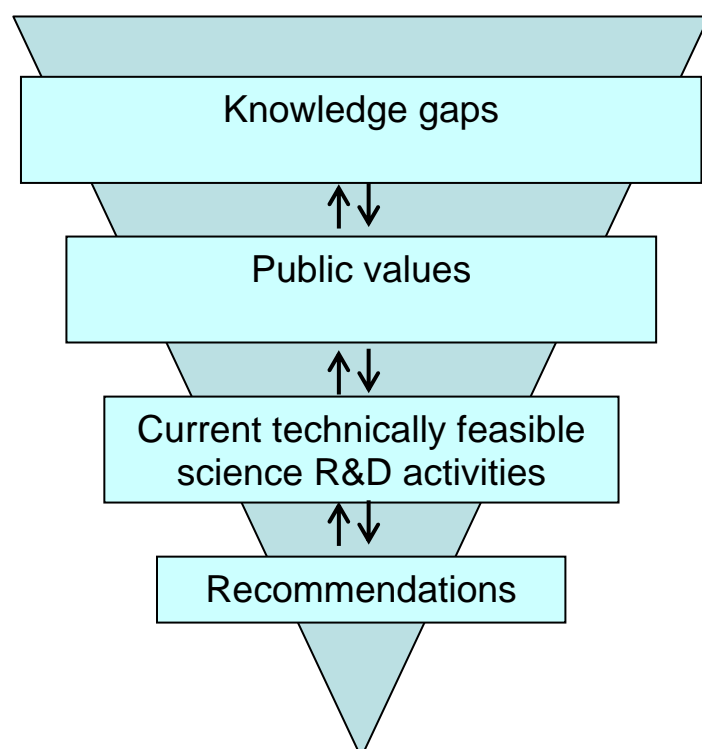 Knowledge gaps
Public values
Current technically feasible
science R&D activities
Recommendations